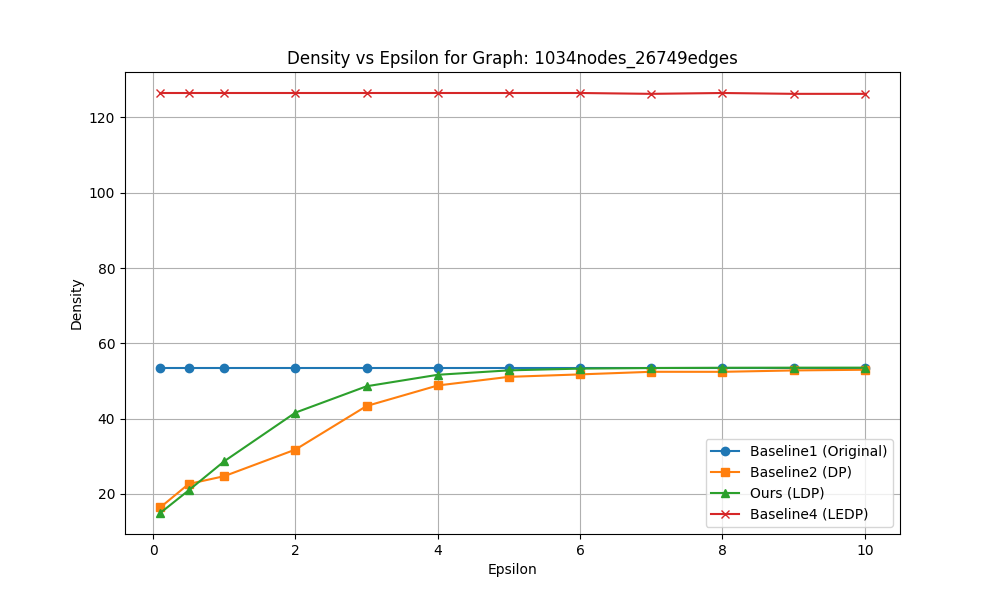 Density vs Epsilon for Graph: 1034nodes_26749edges
Density
120
100
80
60
40
20
0 2 4 6 8 10
Epsilon
Baseline1 (Original)
Baseline2 (DP)
Ours (LDP)
Baseline4 (LEDP)